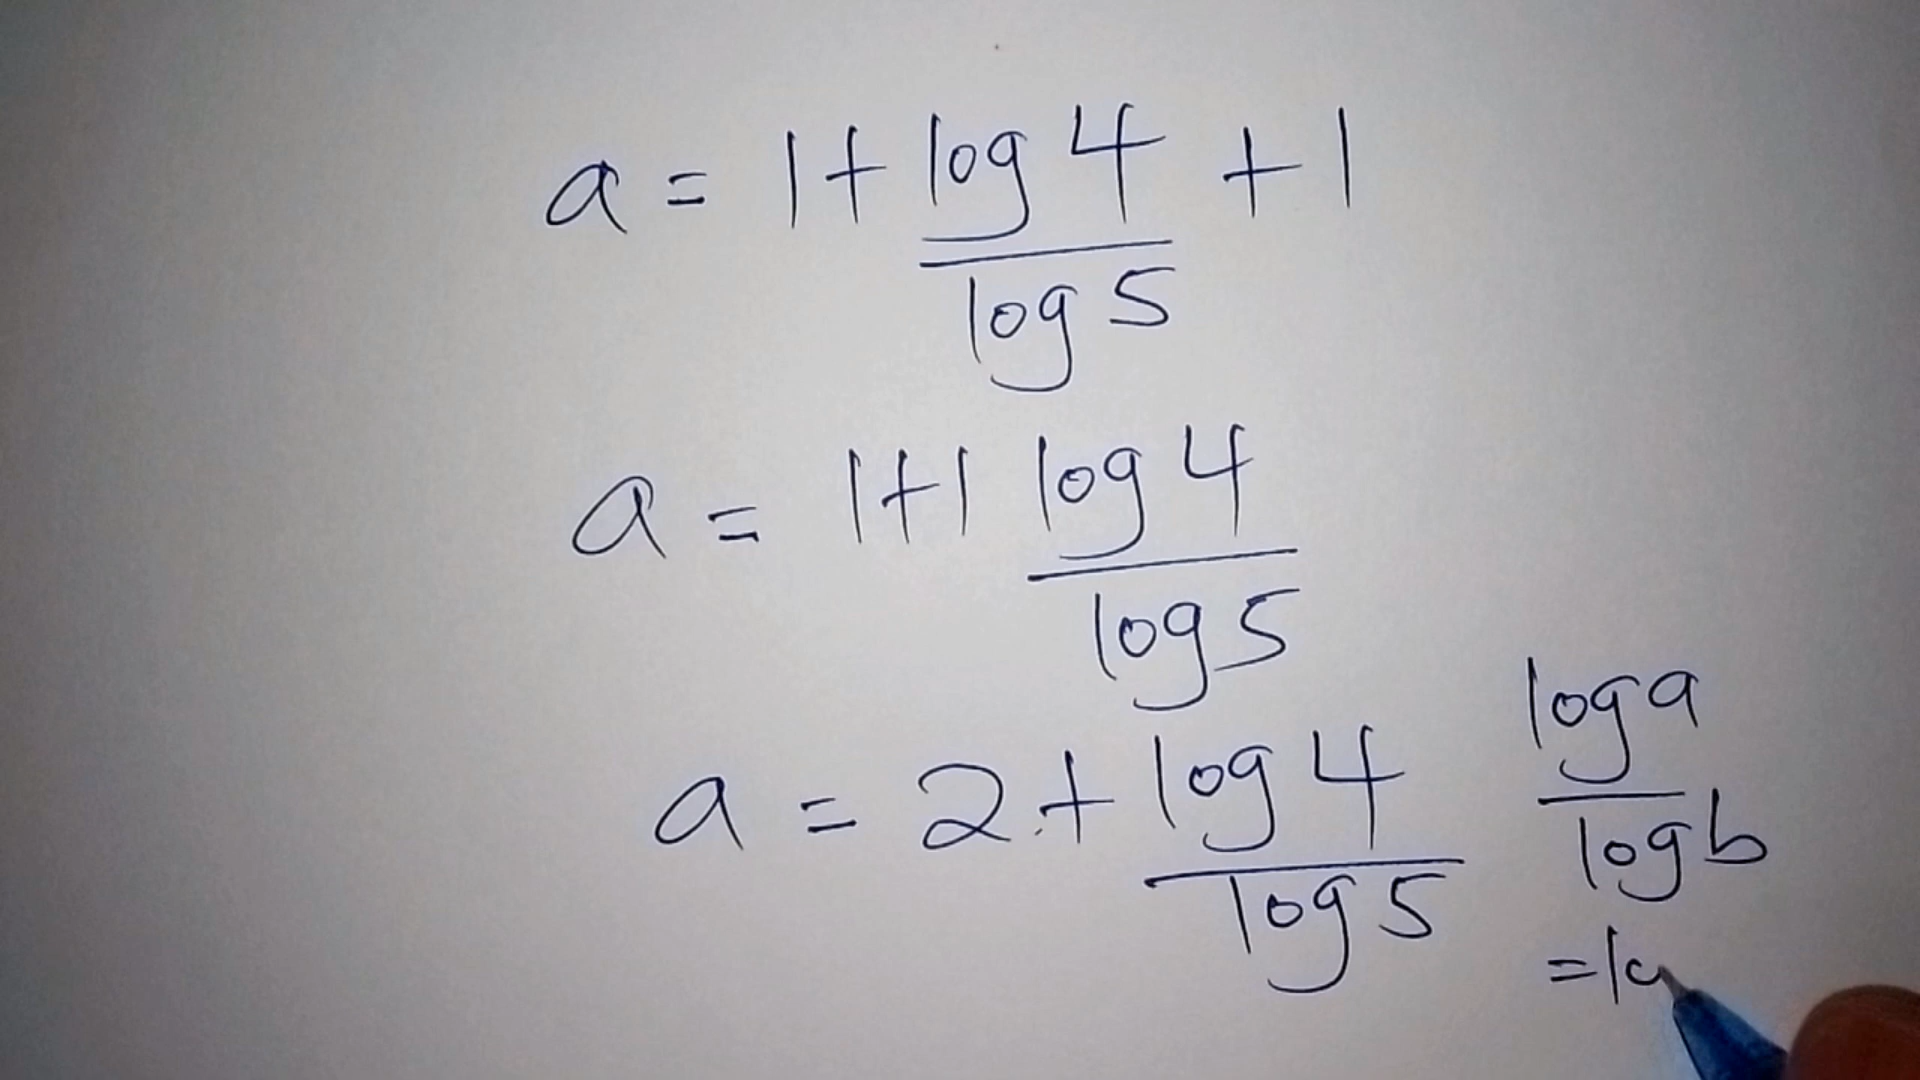 a = 1 + log 4 + 1
log 5
a = 1+1 log 4
log 5
a = 2 + log 4
log 5
log a
log b
= lo